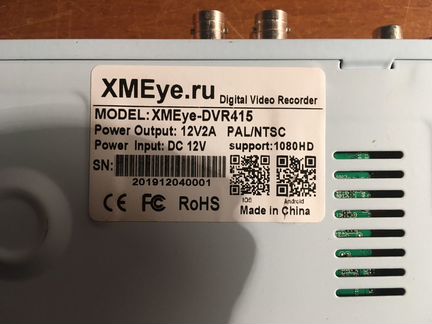 XMEye.ru Digital Video Recorder
MODEL: XMEye-DVR415
Power Output: 12V2A PAL/NTSC
Power Input: DC 12V support:1080HD
SN:
201912040001
IOS Android
CE FC RoHS Made in China